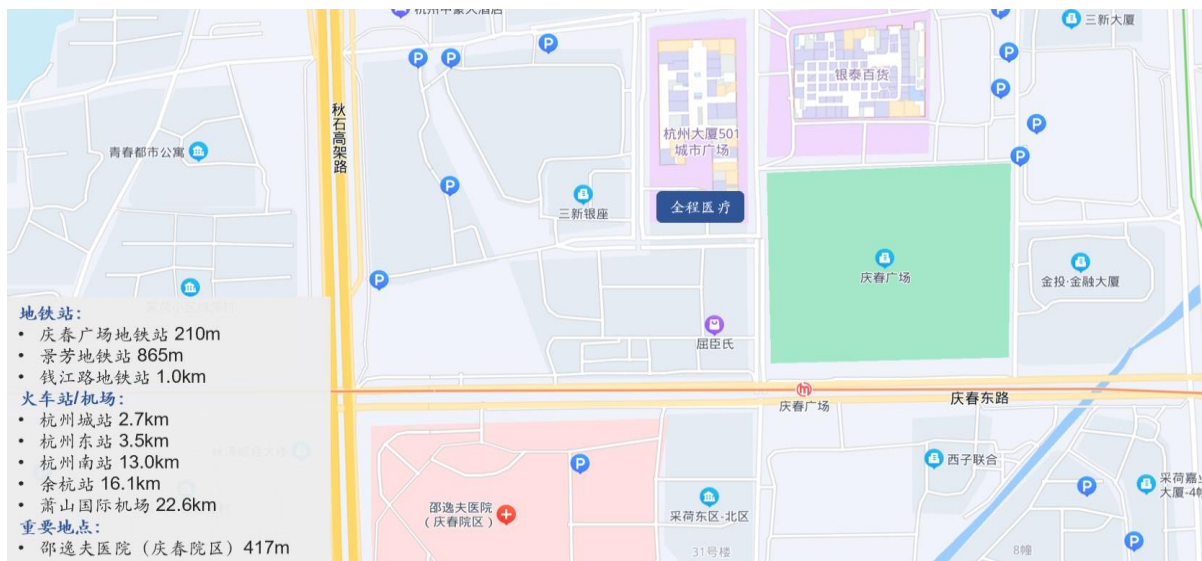 三新大厦
银泰百货
秋石高架路
杭州大厦501
城市广场
青春都市公寓
全程医疗
三新银座
庆春广场
金投·金融大厦
地铁站:
• 庆春广场地铁站 210m
• 景芳地铁站 865m
• 钱江路地铁站 1.0km
火车站/机场:
• 杭州城站 2.7km
• 杭州东站 3.5km
• 杭州南站 13.0km
• 余杭站 16.1km
• 萧山国际机场 22.6km
重要地点:
• 邵逸夫医院（庆春院区）417m
屈臣氏
庆春广场
庆春东路
西子联合
邵逸夫医院
（庆春院区）
采荷东区-北区
31号楼
8幢